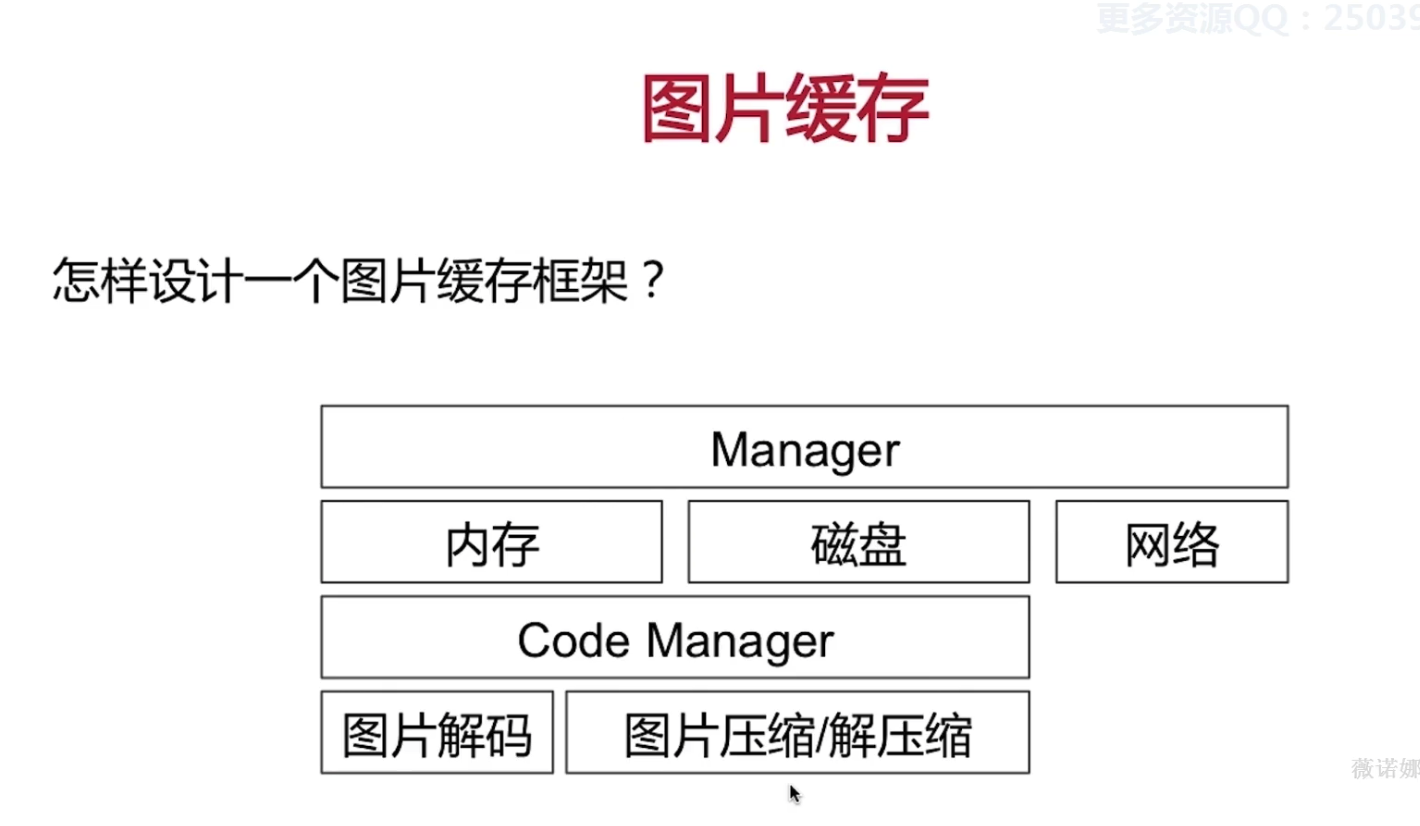 更多资源QQ：25039
图片缓存
怎样设计一个图片缓存框架？
Manager
内存 磁盘 网络
Code Manager
图片解码 图片压缩/解压缩
薇诺娜